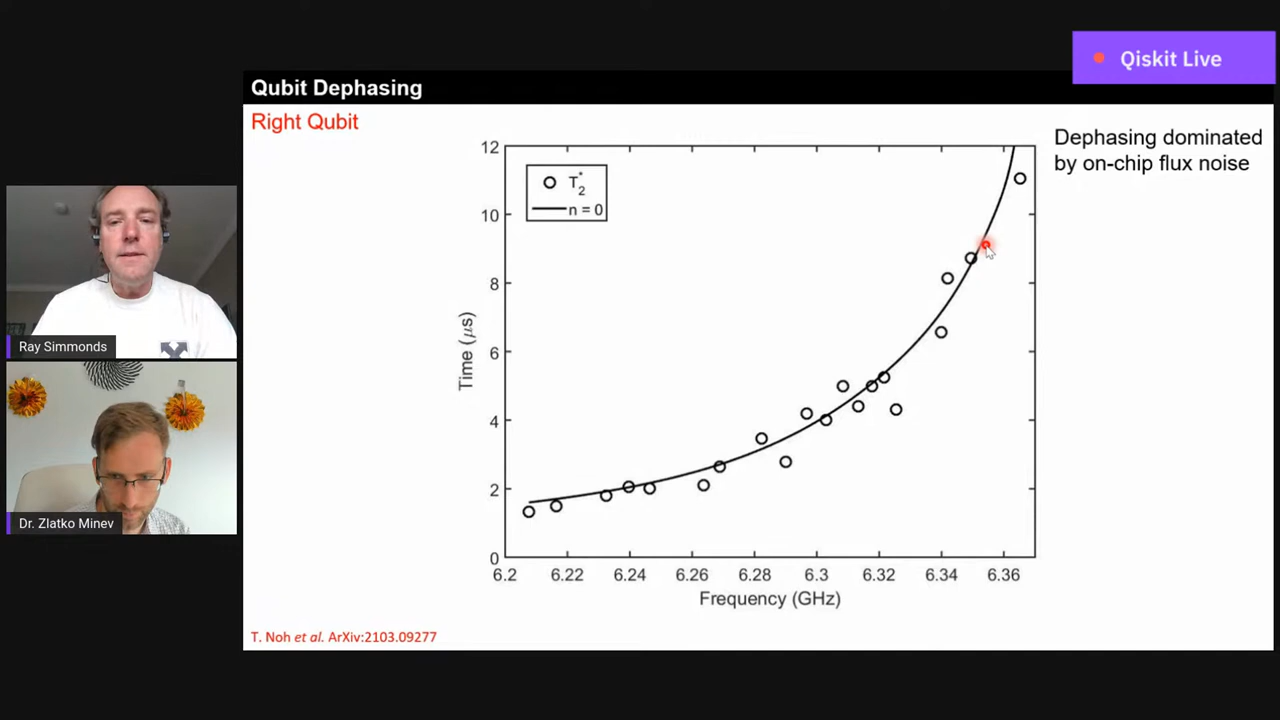 Qiskit Live
Qubit Dephasing
Right Qubit
Dephasing dominated
by on-chip flux noise
T2*
n = 0
12
10
8
6
4
2
0
Time (μs)
6.2 6.22 6.24 6.26 6.28 6.3 6.32 6.34 6.36
Frequency (GHz)
T. Noh et al. ArXiv:2103.09277
Ray Simmonds
Dr. Zlatko Minev